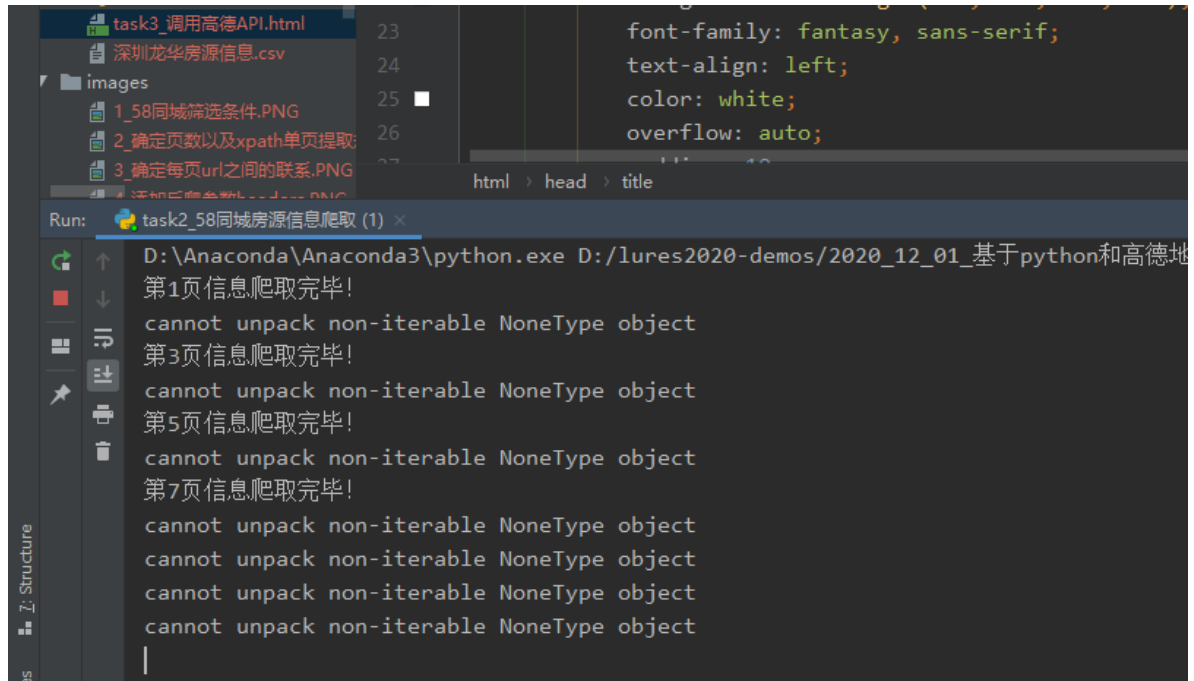 task3_调用高德API.html
深圳龙华房源信息.csv
images
1_58同城筛选条件.PNG
2_确定页数以及xpath单页提取
3_确定每页url之间的联系.PNG
23 font-family: fantasy, sans-serif;
24 text-align: left;
25 color: white;
26 overflow: auto;
html > head > title
Run: task2_58同城房源信息爬取 (1) ×
D:\Anaconda\Anaconda3\python.exe D:/lures2020-demos/2020_12_01_基于python和高德地
第1页信息爬取完毕!
cannot unpack non-iterable NoneType object
第3页信息爬取完毕!
cannot unpack non-iterable NoneType object
第5页信息爬取完毕!
cannot unpack non-iterable NoneType object
第7页信息爬取完毕!
cannot unpack non-iterable NoneType object
cannot unpack non-iterable NoneType object
cannot unpack non-iterable NoneType object
cannot unpack non-iterable NoneType object
7: Structure